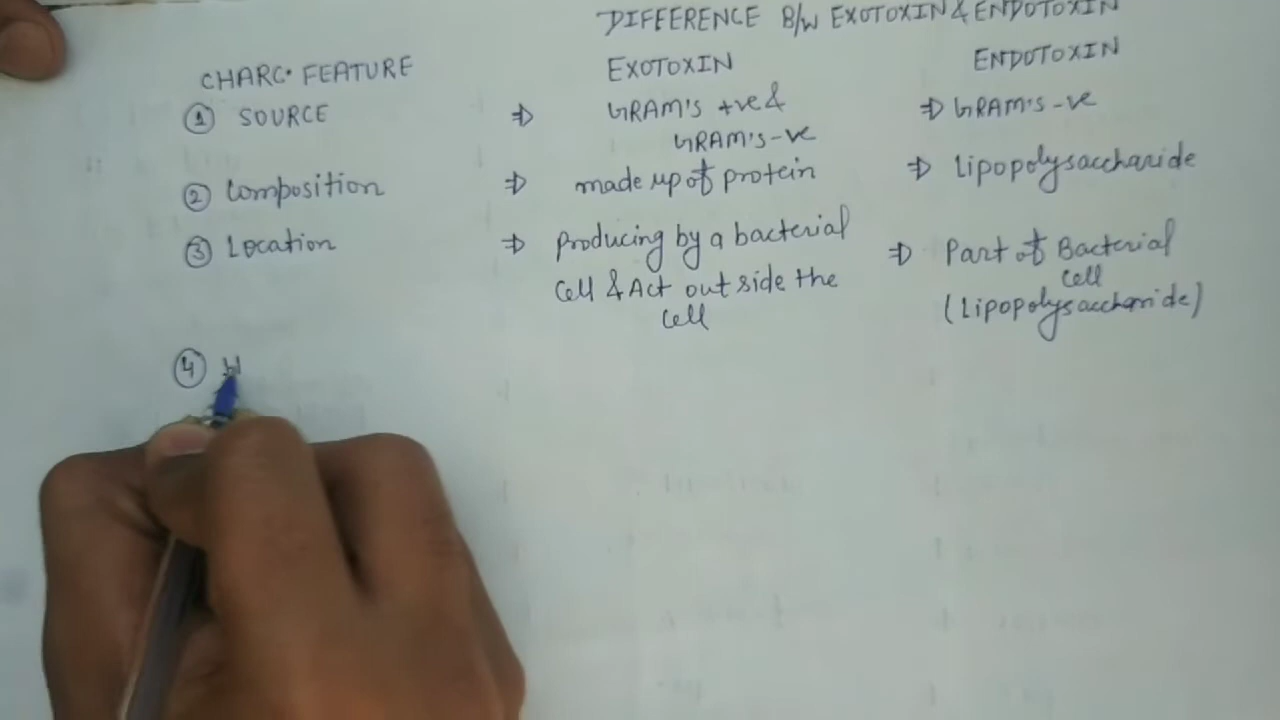 DIFFERENCE B/W EXOTOXIN & ENDOTOXIN
CHARC. FEATURE EXOTOXIN ENDOTOXIN
① SOURCE ⇒ GRAM'S +ve & ⇒ GRAM'S -ve
GRAM'S -ve
② Composition ⇒ made up of protein ⇒ Lipopolysaccharide
③ Location ⇒ Producing by a bacterial ⇒ Part of Bacterial
Cell & Act out side the cell
cell (Lipopolysaccharide)
④